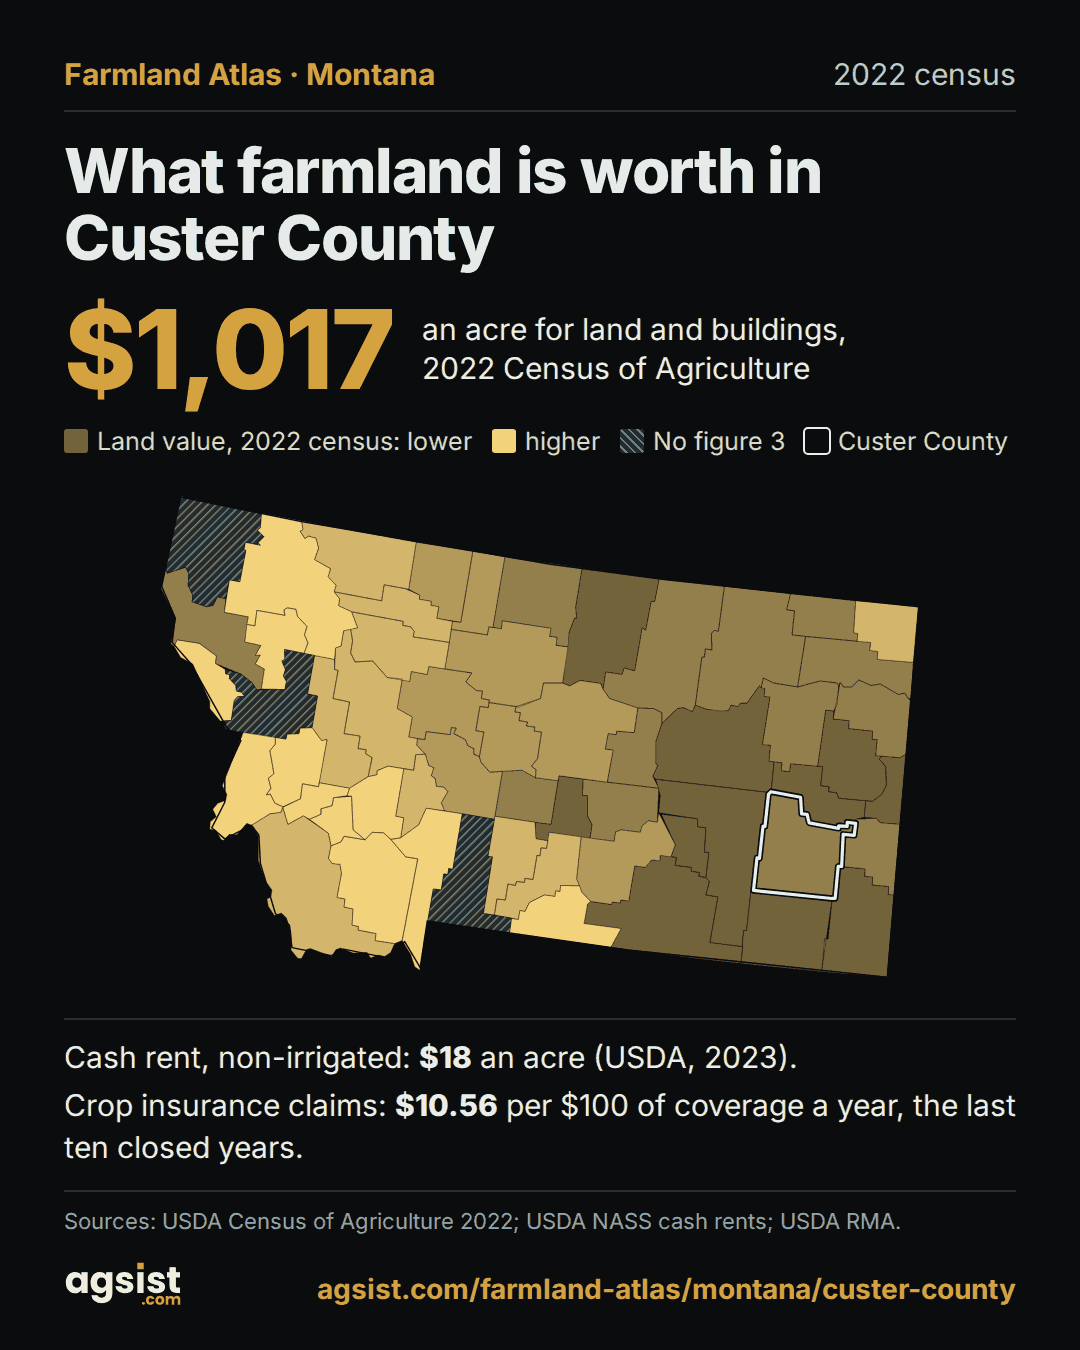 Farmland Atlas · Montana
2022 census
What farmland is worth in
Custer County
$1,017
an acre for land and buildings,
2022 Census of Agriculture
Land value, 2022 census: lower
higher
No figure 3
Custer County
Cash rent, non-irrigated: $18 an acre (USDA, 2023).
Crop insurance claims: $10.56 per $100 of coverage a year, the last
ten closed years.
Sources: USDA Census of Agriculture 2022; USDA NASS cash rents; USDA RMA.
agsist
.com
agsist.com/farmland-atlas/montana/custer-county